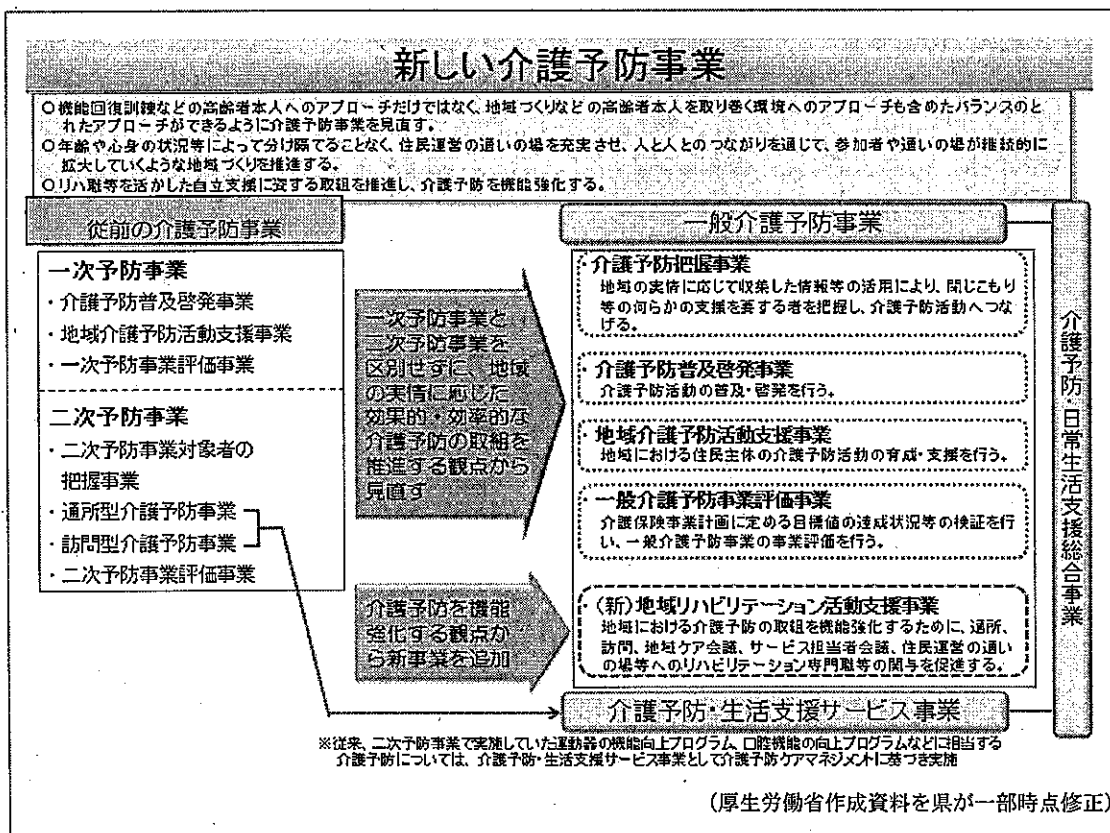 新しい介護予防事業
○機能回復訓練などの高齢者本人へのアプローチだけではなく、地域づくりなどの高齢者本人を取り巻く環境へのアプローチも含めたバランスのと
れたアプローチができるように介護予防事業を見直す。
○年齢や心身の状況等によって分け隔てることなく、住民運営の通いの場を充実させ、人と人とのつながりを通じて、参加者や通いの場が継続的に
拡大していくような地域づくりを推進する。
○リハ職等を活かした自立支援に資する取組を推進し、介護予防を機能強化する。
従前の介護予防事業
一次予防事業
・介護予防普及啓発事業
・地域介護予防活動支援事業
・一次予防事業評価事業
二次予防事業
・二次予防事業対象者の
把握事業
・通所型介護予防事業
・訪問型介護予防事業
・二次予防事業評価事業
一次予防事業と
二次予防事業を
区別せずに、地域
の実情に応じた
効果的・効率的な
介護予防の取組を
推進する観点から
見直す
介護予防を機能
強化する観点か
ら新事業を追加
一般介護予防事業
・介護予防把握事業
地域の実情に応じて収集した情報等の活用により、閉じこもり
等の何らかの支援を要する者を把握し、介護予防活動へつな
げる。
・介護予防普及啓発事業
介護予防活動の普及・啓発を行う。
・地域介護予防活動支援事業
地域における住民主体の介護予防活動の育成・支援を行う。
・一般介護予防事業評価事業
介護保険事業計画に定める目標値の達成状況等の検証を行
い、一般介護予防事業の事業評価を行う。
・（新）地域リハビリテーション活動支援事業
地域における介護予防の取組を機能強化するために、通所、
訪問、地域ケア会議、サービス担当者会議、住民運営の通い
の場等へのリハビリテーション専門職等の関与を促進する。
介護予防・生活支援サービス事業
介護予防・日常生活支援総合事業
※従来、二次予防事業で実施していた運動器の機能向上プログラム、口腔機能の向上プログラムなどに相当する
介護予防については、介護予防・生活支援サービス事業として介護予防ケアマネジメントに基づき実施
（厚生労働省作成資料を県が一部時点修正）